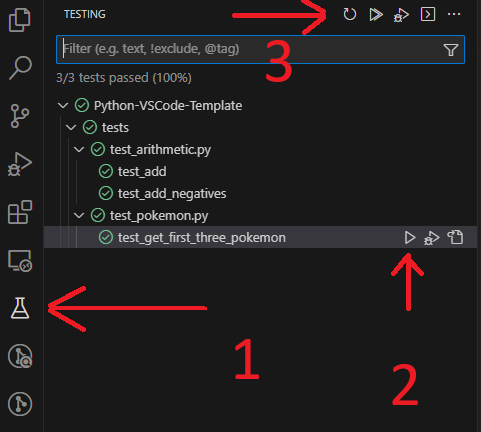 TESTING
3
Filter (e.g. text, !exclude, @tag)
3/3 tests passed (100%)
Python-VSCode-Template
tests
test_arithmetic.py
test_add
test_add_negatives
test_pokemon.py
test_get_first_three_pokemon
1
2